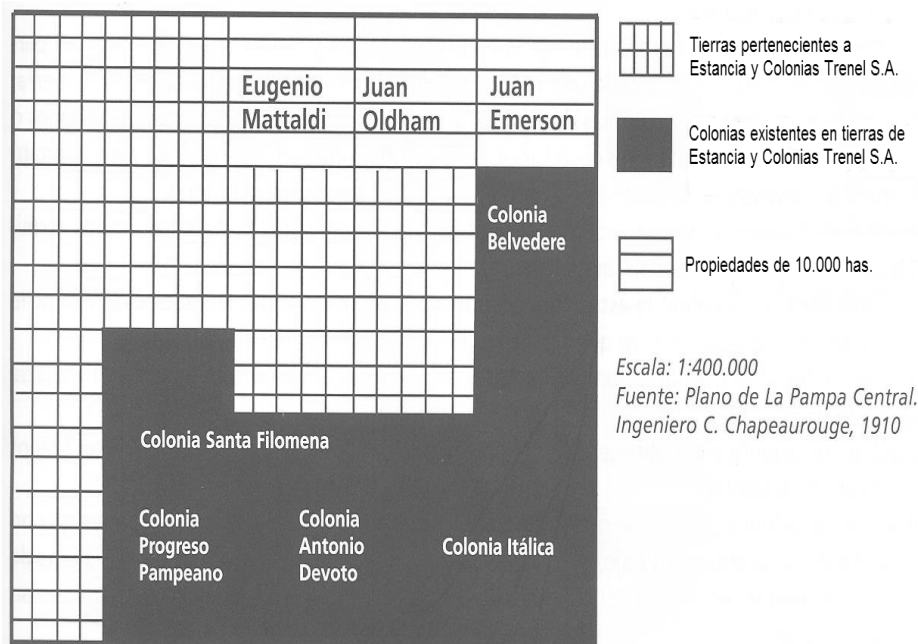 Eugenio
Mattaldi
Juan
Oldham
Juan
Emerson
Colonia
Belvedere
Colonia Santa Filomena
Colonia
Progreso
Pampeano
Colonia
Antonio
Devoto
Colonia Itálica
Tierras pertenecientes a
Estancia y Colonias Trenel S.A.
Colonias existentes en tierras de
Estancia y Colonias Trenel S.A.
Propiedades de 10.000 has.
Escala: 1:400.000
Fuente: Plano de La Pampa Central.
Ingeniero C. Chapeaurouge, 1910